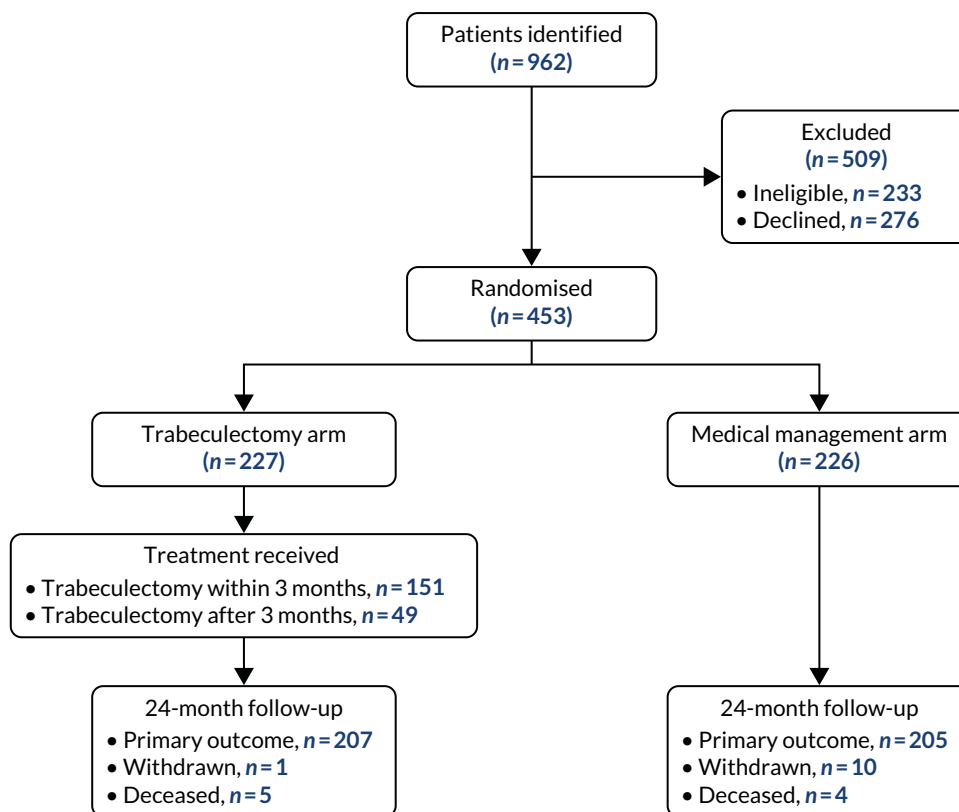 Patients identified
(n=962)
Excluded
(n=509)
• Ineligible, n=233
• Declined, n=276
Randomised
(n=453)
Trabeculectomy arm
(n=227)
Medical management arm
(n=226)
Treatment received
• Trabeculectomy within 3 months, n=151
• Trabeculectomy after 3 months, n=49
24-month follow-up
• Primary outcome, n=207
• Withdrawn, n=1
• Deceased, n=5
24-month follow-up
• Primary outcome, n=205
• Withdrawn, n=10
• Deceased, n=4